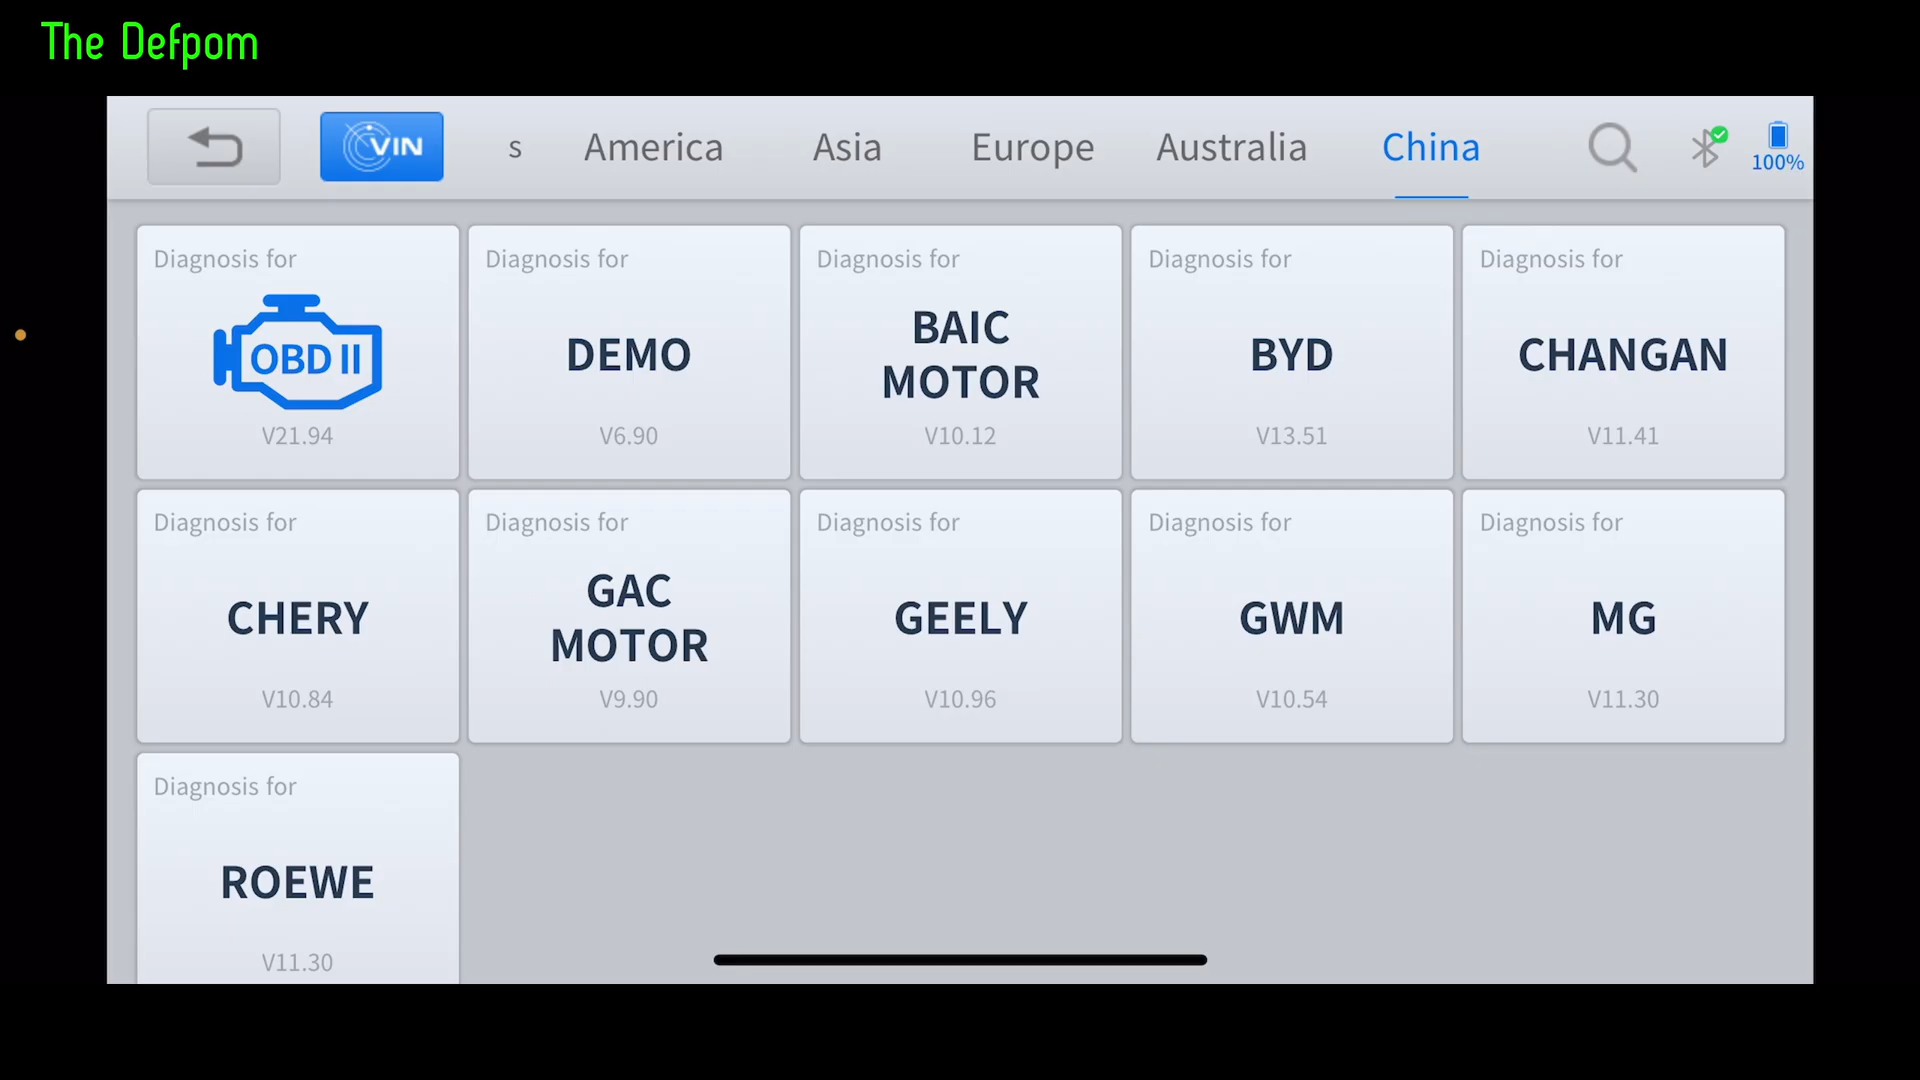 The Defpom
VIN
s
America
Asia
Europe
Australia
China
100%
Diagnosis for
OBD II
V21.94
Diagnosis for
DEMO
V6.90
Diagnosis for
BAIC
MOTOR
V10.12
Diagnosis for
BYD
V13.51
Diagnosis for
CHANGAN
V11.41
Diagnosis for
CHERY
V10.84
Diagnosis for
GAC
MOTOR
V9.90
Diagnosis for
GEELY
V10.96
Diagnosis for
GWM
V10.54
Diagnosis for
MG
V11.30
Diagnosis for
ROEWE
V11.30